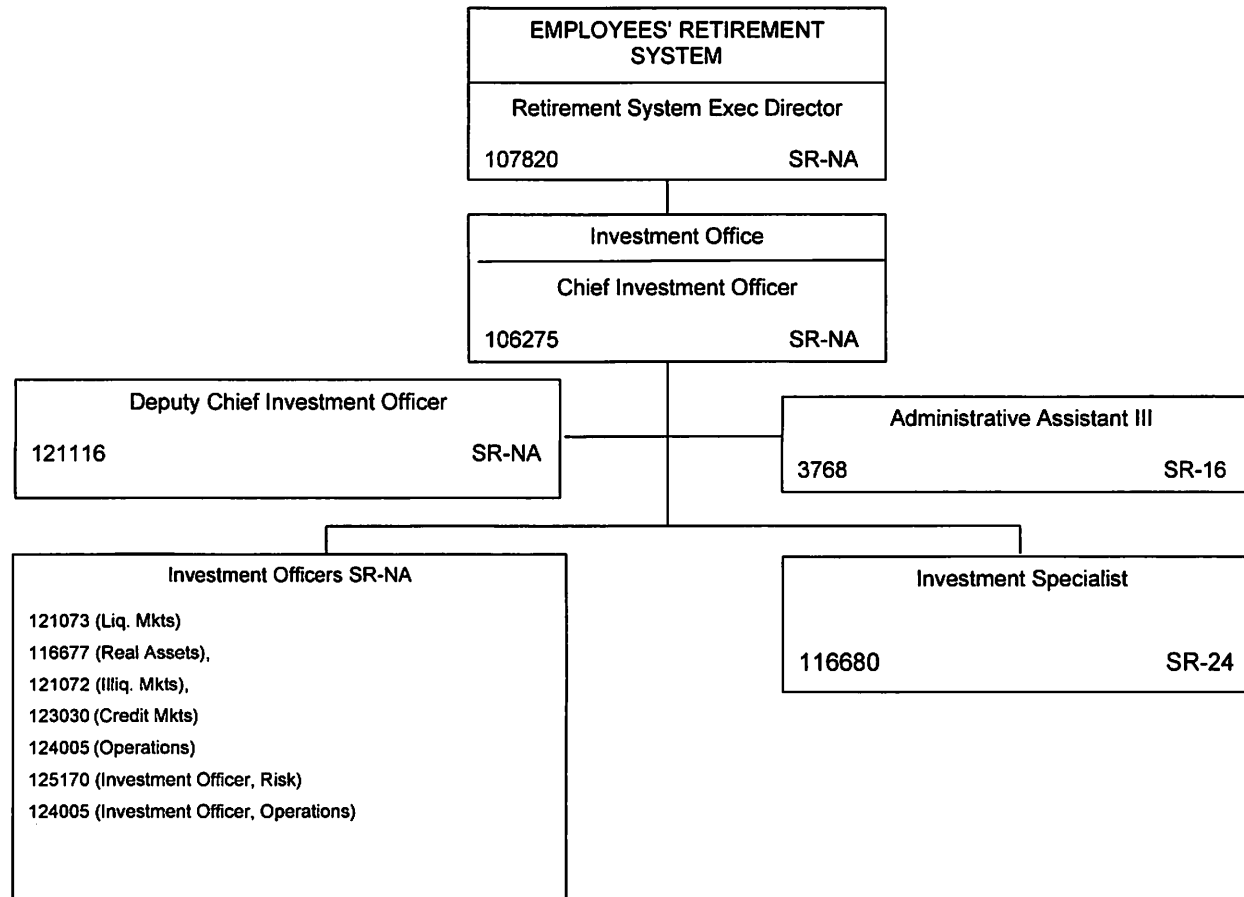 EMPLOYEES' RETIREMENT
SYSTEM
Retirement System Exec Director
107820 SR-NA
Investment Office
Chief Investment Officer
106275 SR-NA
Deputy Chief Investment Officer
121116 SR-NA
Administrative Assistant III
3768 SR-16
Investment Officers SR-NA
121073 (Liq. Mkts)
116677 (Real Assets),
121072 (Illiq. Mkts),
123030 (Credit Mkts)
124005 (Operations)
125170 (Investment Officer, Risk)
124005 (Investment Officer, Operations)
Investment Specialist
116680 SR-24